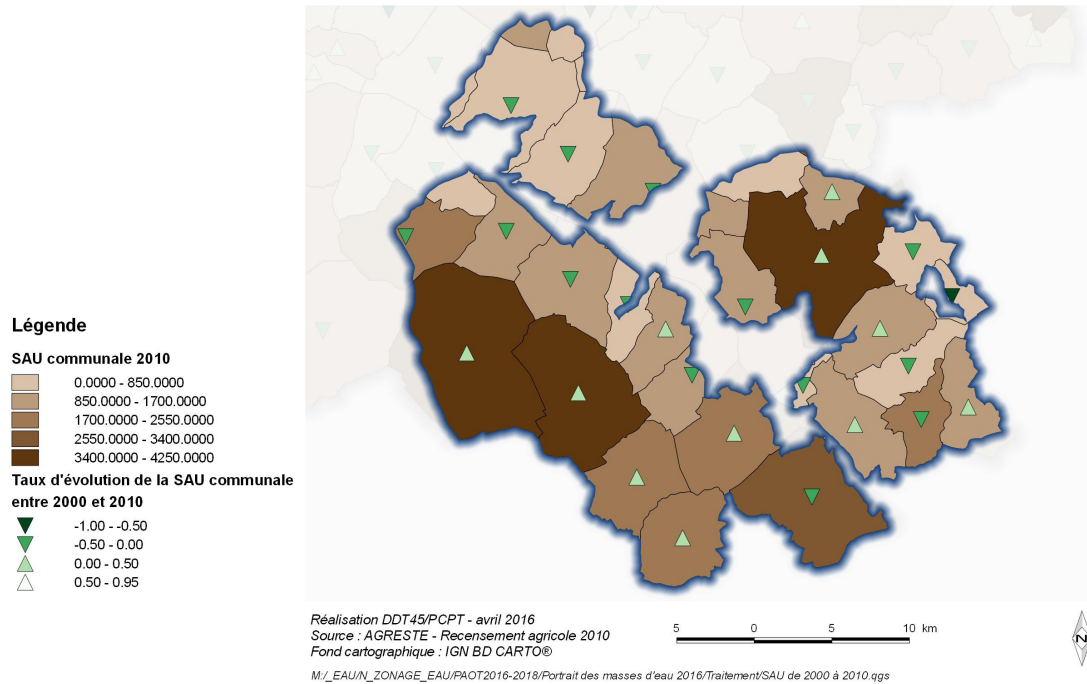 Légende
SAU communale 2010
0.0000 - 850.0000
850.0000 - 1700.0000
1700.0000 - 2550.0000
2550.0000 - 3400.0000
3400.0000 - 4250.0000
Taux d'évolution de la SAU communale
entre 2000 et 2010
-1.00 - -0.50
-0.50 - 0.00
0.00 - 0.50
0.50 - 0.95
Réalisation DDT45/PCPT - avril 2016
Source : AGRESTE - Recensement agricole 2010
Fond cartographique : IGN BD CARTO®
5 0 5 10 km
N
M:/_EAU/N_ZONAGE_EAU/PAOT2016-2018/Portrait des masses d'eau 2016/Traitement/SAU de 2000 à 2010.qgs